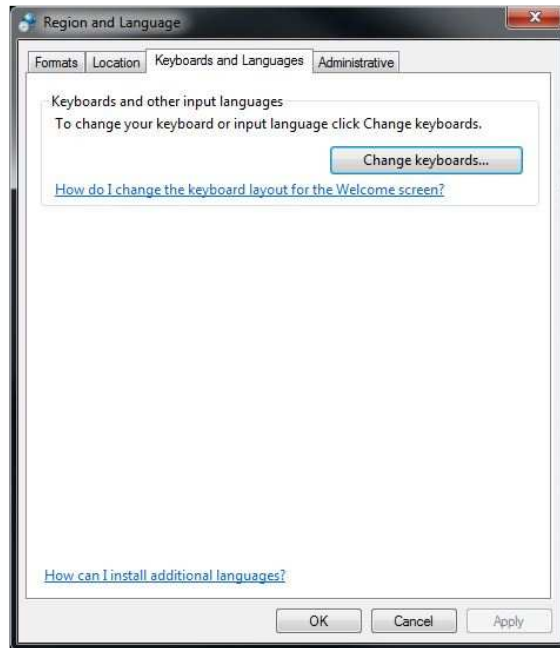 Region and Language
Formats Location Keyboards and Languages Administrative
Keyboards and other input languages
To change your keyboard or input language click Change keyboards.
Change keyboards...
How do I change the keyboard layout for the Welcome screen?
How can I install additional languages?
OK Cancel Apply